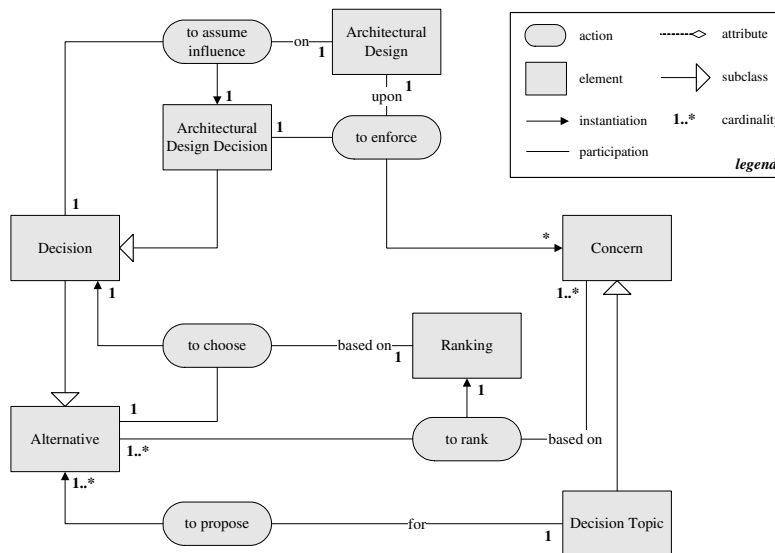 to assume
influence
on
1
Architectural
Design
1
upon
1
Architectural
Design Decision
1
to enforce
action
attribute
element
subclass
instantiation
1..*
cardinality
participation
legend
1
Decision
1
*
Concern
1..*
to choose
based on
1
Ranking
1
1
Alternative
1..*
1..*
to rank
based on
to propose
for
1
Decision Topic